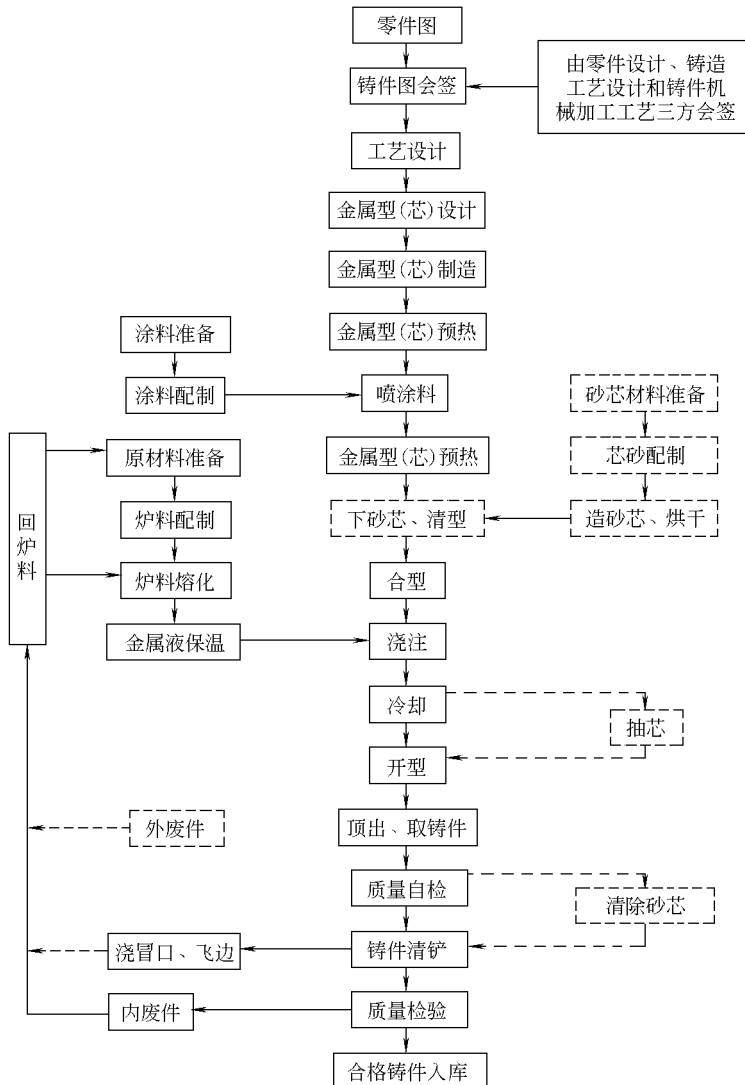 零件图
铸件图会签
由零件设计、铸造
工艺设计和铸件机
械加工工艺三方会签
工艺设计
金属型(芯)设计
金属型(芯)制造
金属型(芯)预热
涂料准备
涂料配制
喷涂料
砂芯材料准备
回炉料
原材料准备
金属型(芯)预热
芯砂配制
炉料配制
下砂芯、清型
造砂芯、烘干
炉料熔化
合型
金属液保温
浇注
冷却
抽芯
开型
外废件
顶出、取铸件
质量自检
清除砂芯
浇冒口、飞边
铸件清铲
内废件
质量检验
合格铸件入库